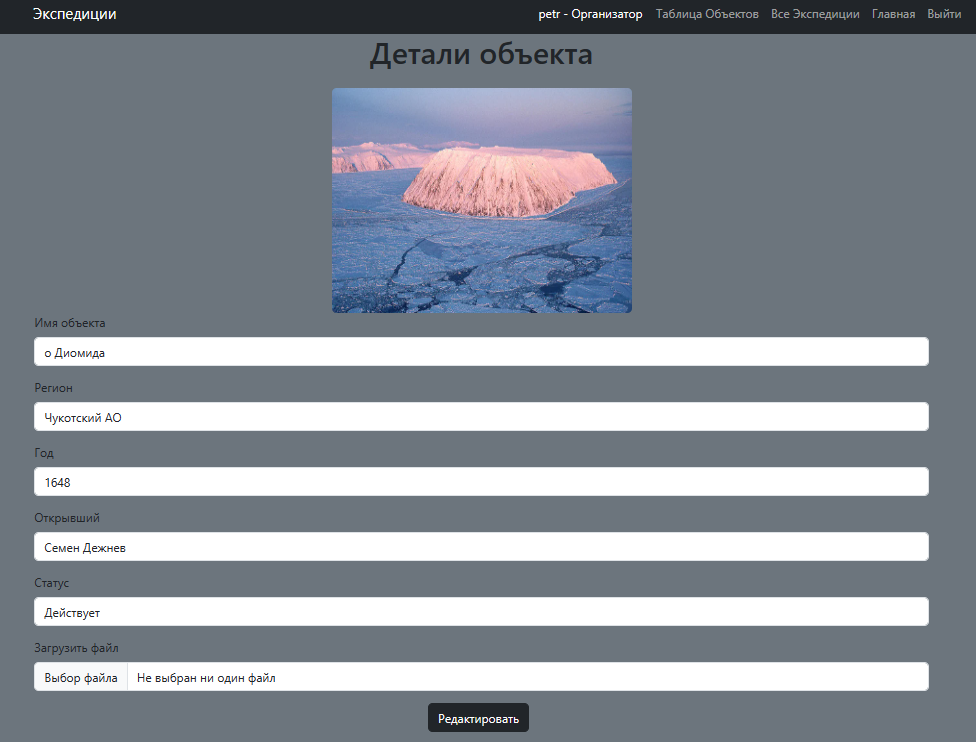 Экспедиции petr - Организатор Таблица Объектов Все Экспедиции Главная Выйти
Детали объекта
Имя объекта
о Диомида
Регион
Чукотский АО
Год
1648
Открывший
Семен Дежнев
Статус
Действует
Загрузить файл
Выбор файла Не выбран ни один файл
Редактировать